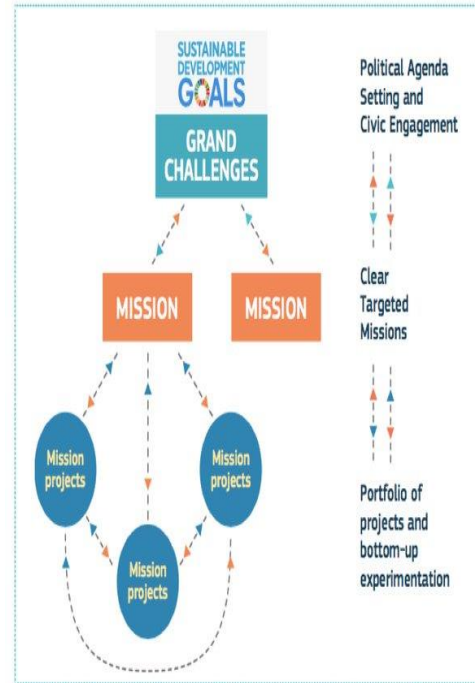 SUSTAINABLE
DEVELOPMENT
GOALS
GRAND
CHALLENGES
MISSION
MISSION
Mission
projects
Mission
projects
Mission
projects
Political Agenda
Setting and
Civic Engagement
Clear
Targeted
Missions
Portfolio of
projects and
bottom-up
experimentation